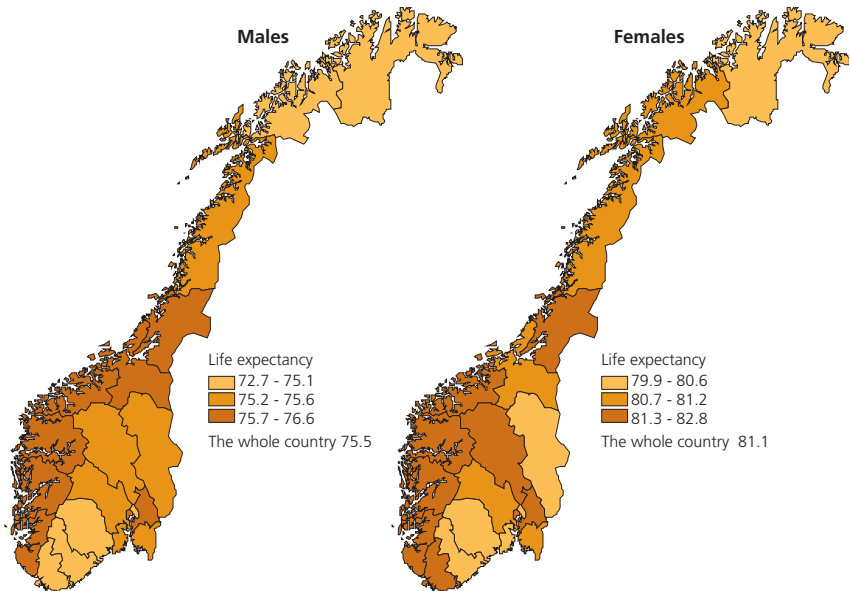 Males
Life expectancy
72.7 - 75.1
75.2 - 75.6
75.7 - 76.6
The whole country 75.5
Females
Life expectancy
79.9 - 80.6
80.7 - 81.2
81.3 - 82.8
The whole country 81.1